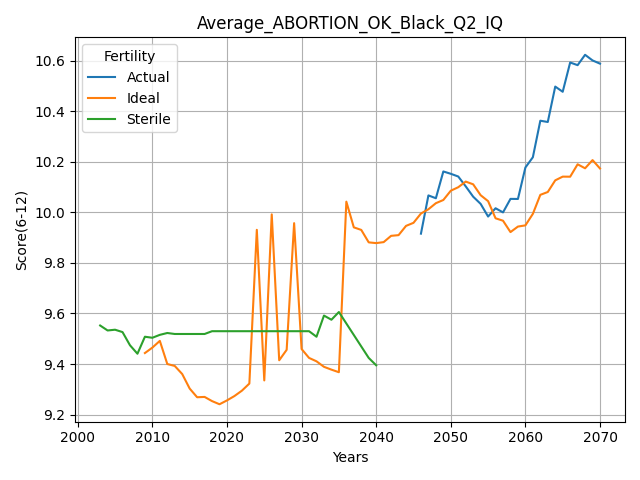 Average_ABORTION_OK_Black_Q2_IQ
Fertility
Actual
Ideal
Sterile
Score(6-12)
10.6
10.4
10.2
10.0
9.8
9.6
9.4
9.2
2000 2010 2020 2030 2040 2050 2060 2070
Years